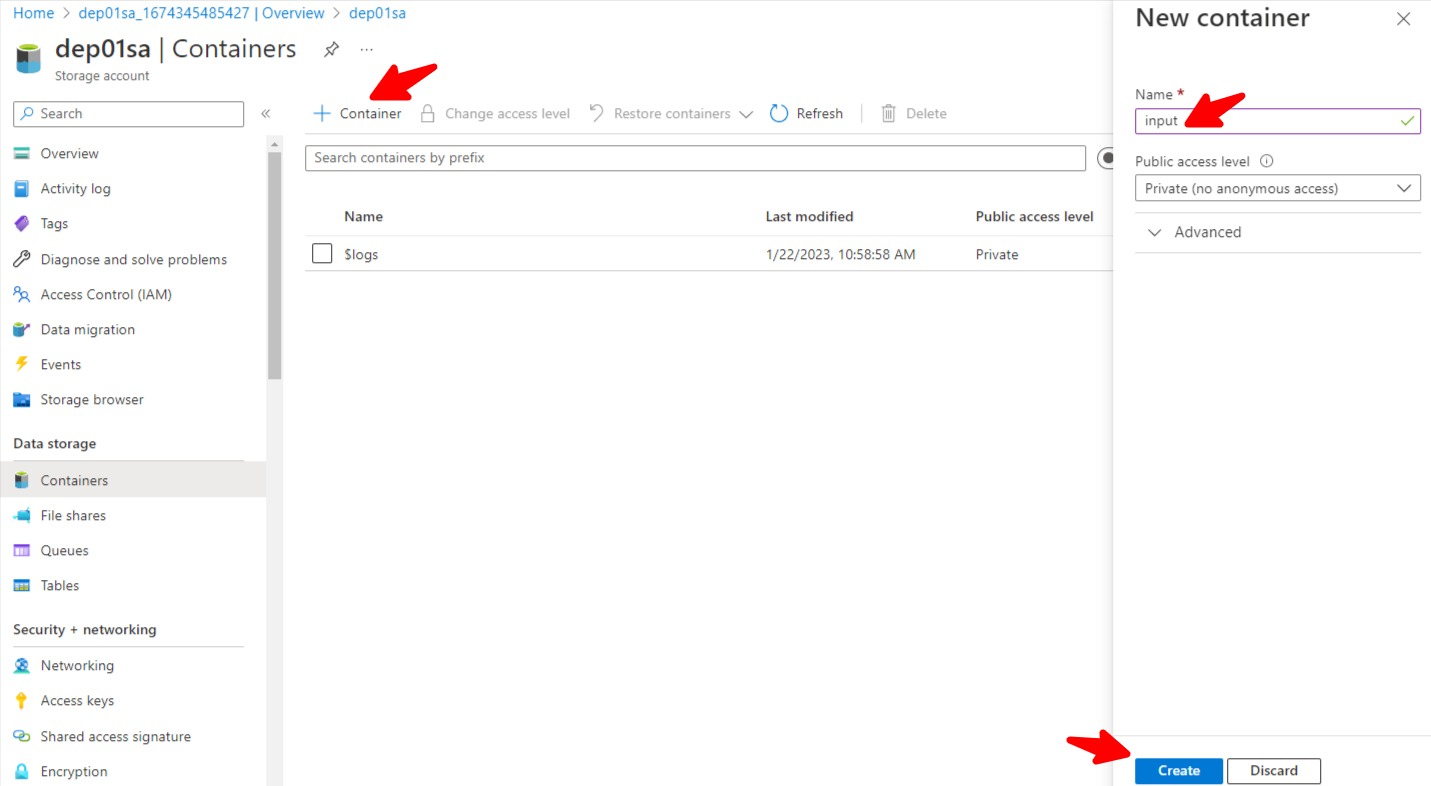 Home > dep01sa_1674345485427 | Overview > dep01sa
dep01sa | Containers
Storage account
Search
Overview
Activity log
Tags
Diagnose and solve problems
Access Control (IAM)
Data migration
Events
Storage browser
Data storage
Containers
File shares
Queues
Tables
Security + networking
Networking
Access keys
Shared access signature
Encryption
+ Container Change access level Restore containers Refresh Delete
Search containers by prefix
Name Last modified Public access level
$logs 1/22/2023, 10:58:58 AM Private
New container
Name *
input
Public access level
Private (no anonymous access)
Advanced
Create Discard